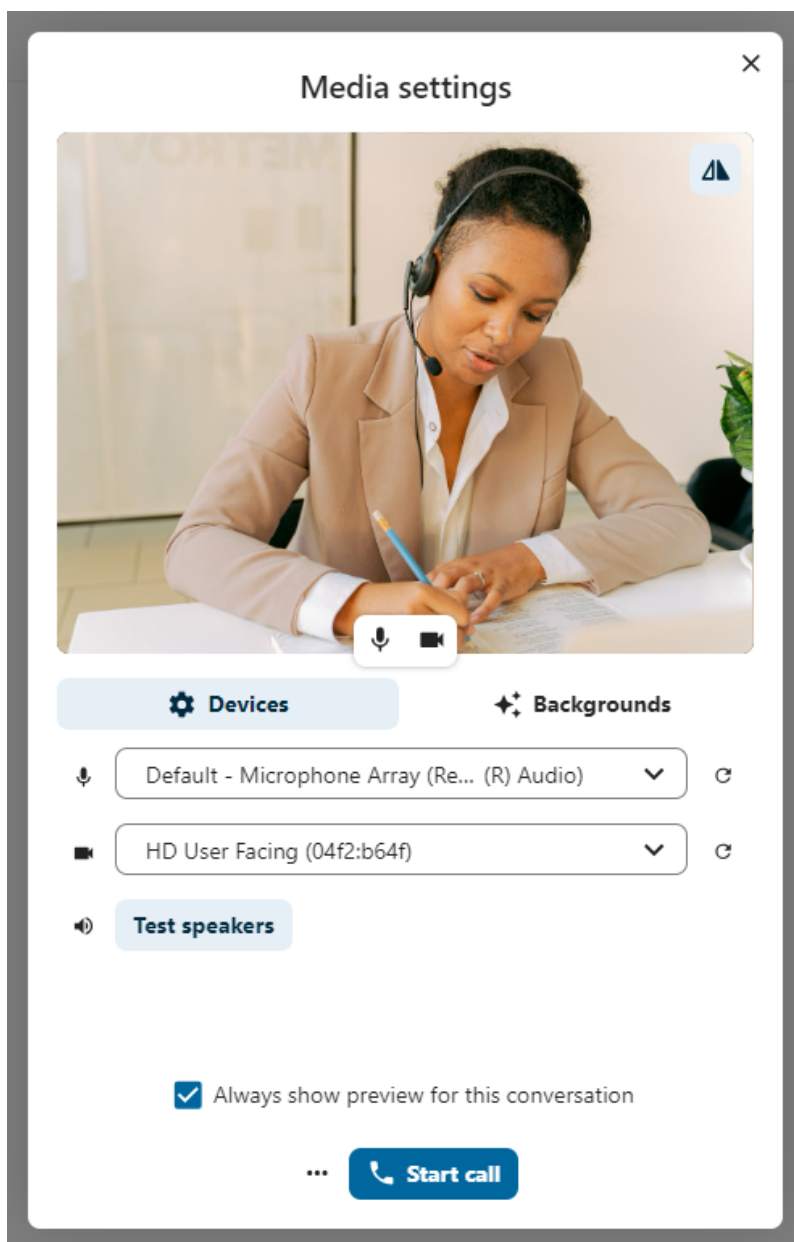 Media settings
Devices
Backgrounds
Default - Microphone Array (Re... (R) Audio)
HD User Facing (04f2:b64f)
Test speakers
Always show preview for this conversation
Start call